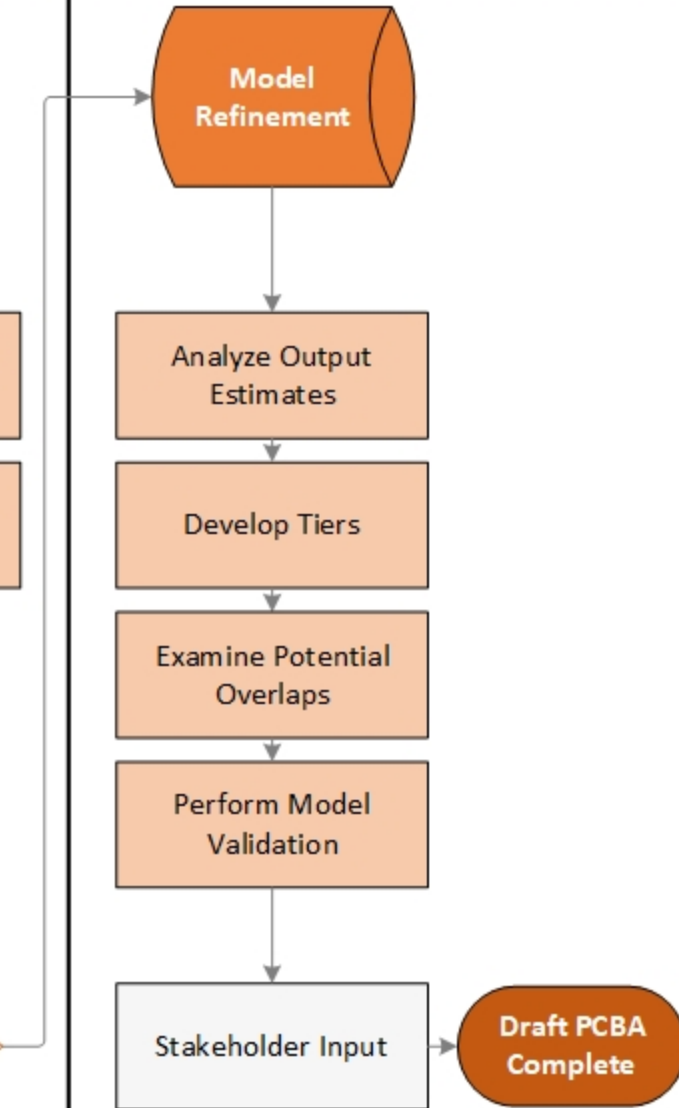 Model
Refinement
Analyze Output
Estimates
Develop Tiers
Examine Potential
Overlaps
Perform Model
Validation
Stakeholder Input
Draft PCBA
Complete